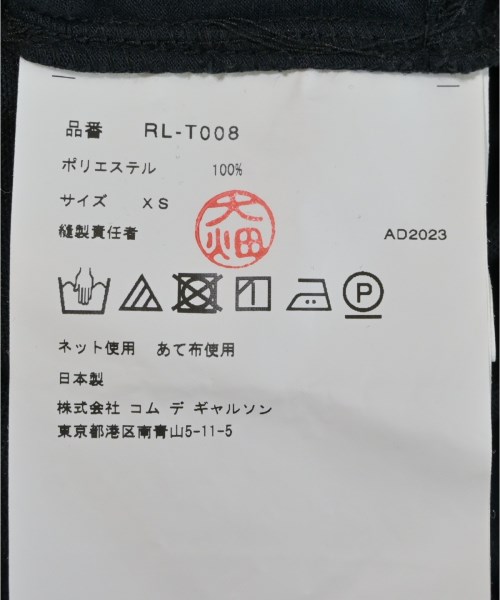 品番 RL-T008
ポリエステル 100%
サイズ XS
大畑
縫製責任者 AD2023
P
ネット使用 あて布使用
日本製
株式会社 コム デ ギャルソン
東京都港区南青山5-11-5